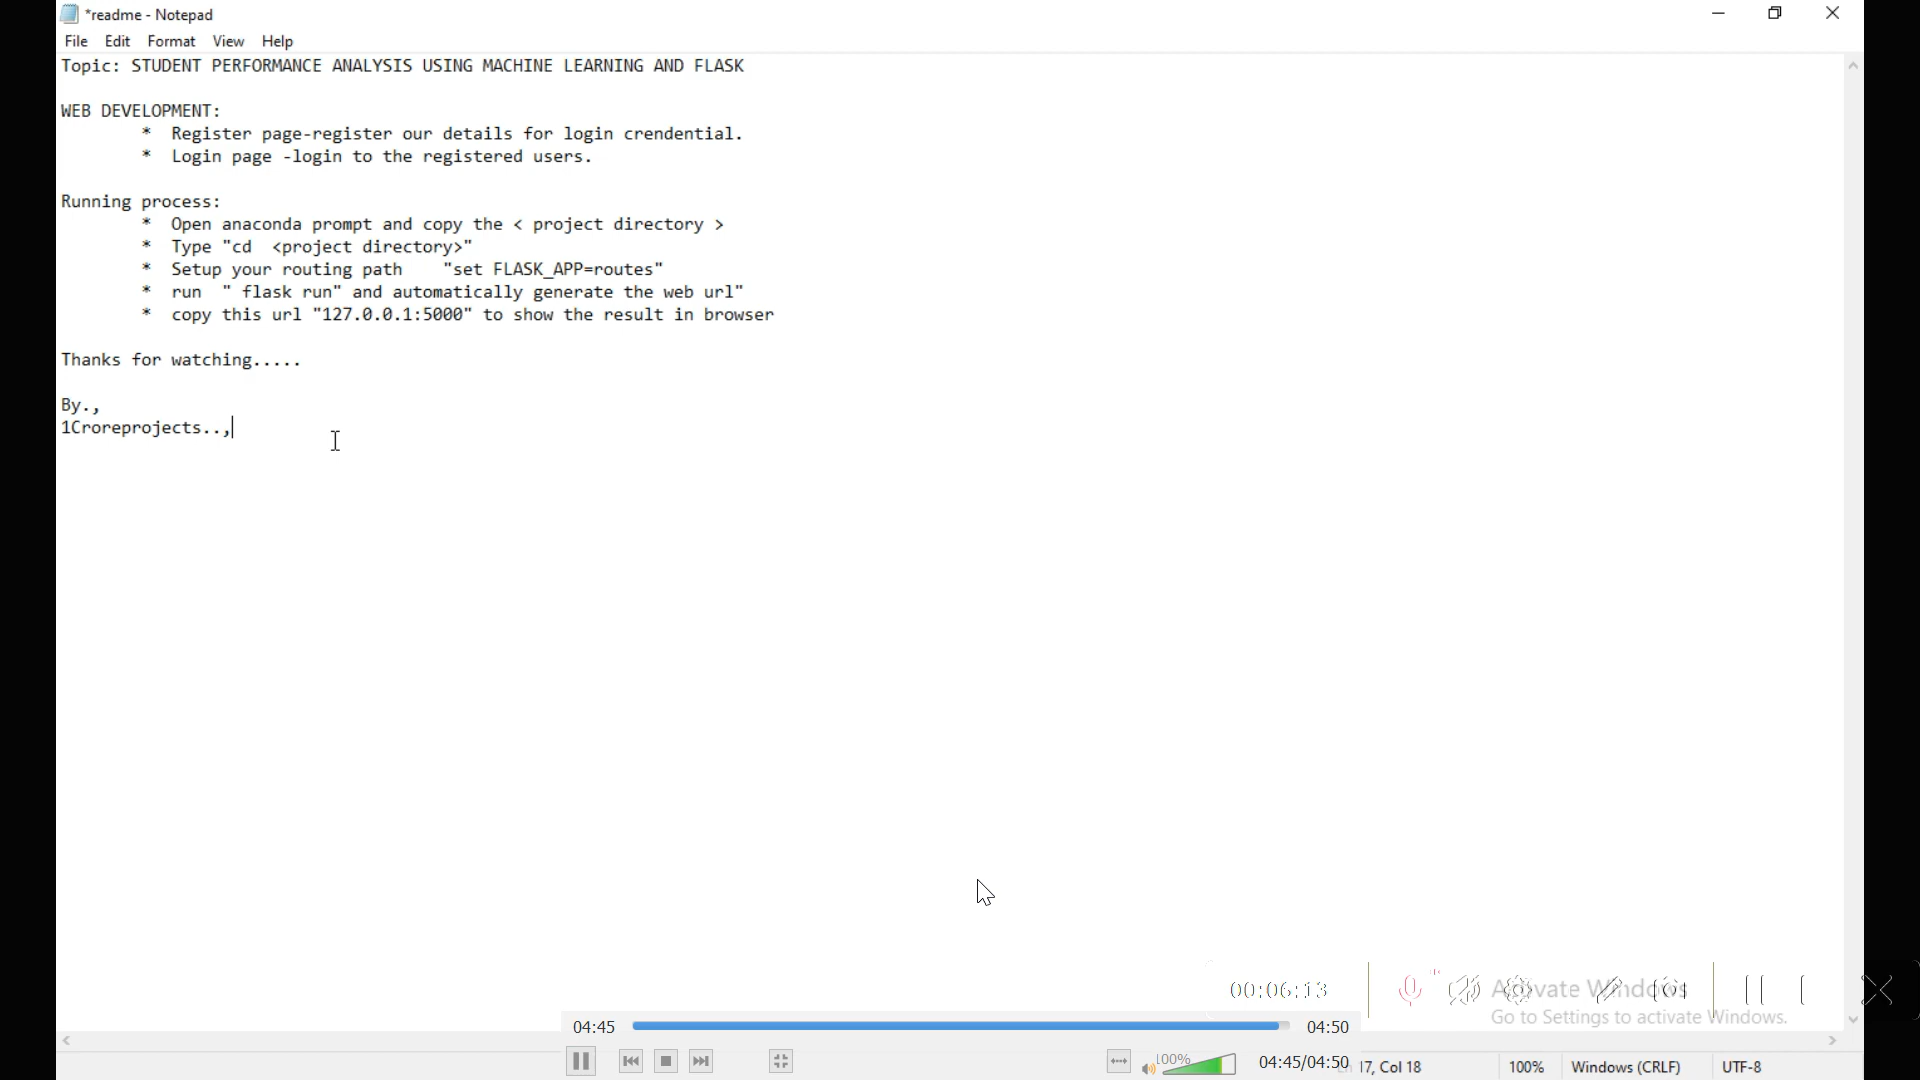 *readme - Notepad
File Edit Format View Help
Topic: STUDENT PERFORMANCE ANALYSIS USING MACHINE LEARNING AND FLASK
WEB DEVELOPMENT:
* Register page-register our details for login crendential.
* Login page -login to the registered users.
Running process:
* Open anaconda prompt and copy the < project directory >
* Type "cd <project directory>"
* Setup your routing path "set FLASK_APP=routes"
* run " flask run" and automatically generate the web url"
* copy this url "127.0.0.1:5000" to show the result in browser
Thanks for watching.....
By.,
1Croreprojects..,
00:06:13
Activate Windows
Go to Settings to activate Windows.
04:45 04:50
100% 04:45/04:50 17, Col 18 100% Windows (CRLF) UTF-8